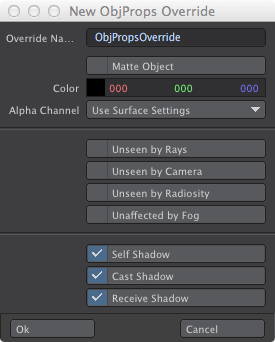 New ObjProps Override
Override Na... ObjPropsOverride
Matte Object
Color 000 000 000
Alpha Channel Use Surface Settings
Unseen by Rays
Unseen by Camera
Unseen by Radiosity
Unaffected by Fog
Self Shadow
Cast Shadow
Receive Shadow
Ok Cancel